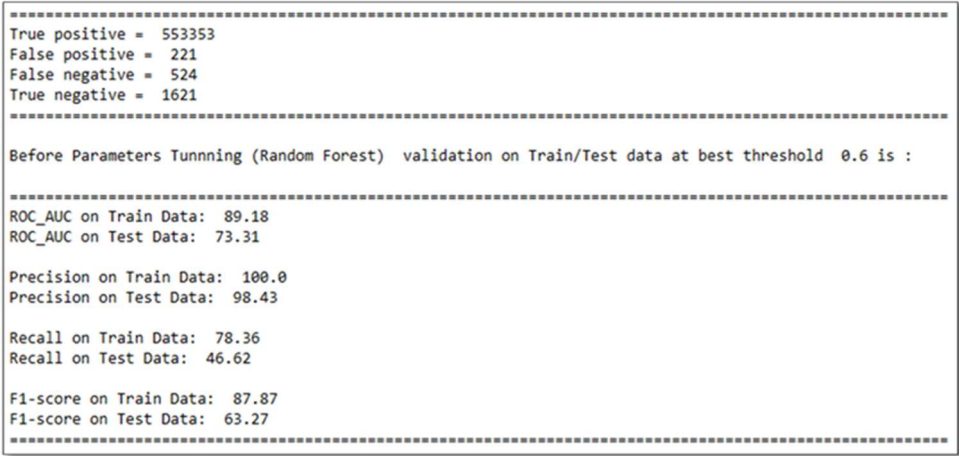 True positive = 553353
False positive = 221
False negative = 524
True negative = 1621
Before Parameters Tunnning (Random Forest) validation on Train/Test data at best threshold 0.6 is :
ROC_AUC on Train Data: 89.18
ROC_AUC on Test Data: 73.31
Precision on Train Data: 100.0
Precision on Test Data: 98.43
Recall on Train Data: 78.36
Recall on Test Data: 46.62
F1-score on Train Data: 87.87
F1-score on Test Data: 63.27